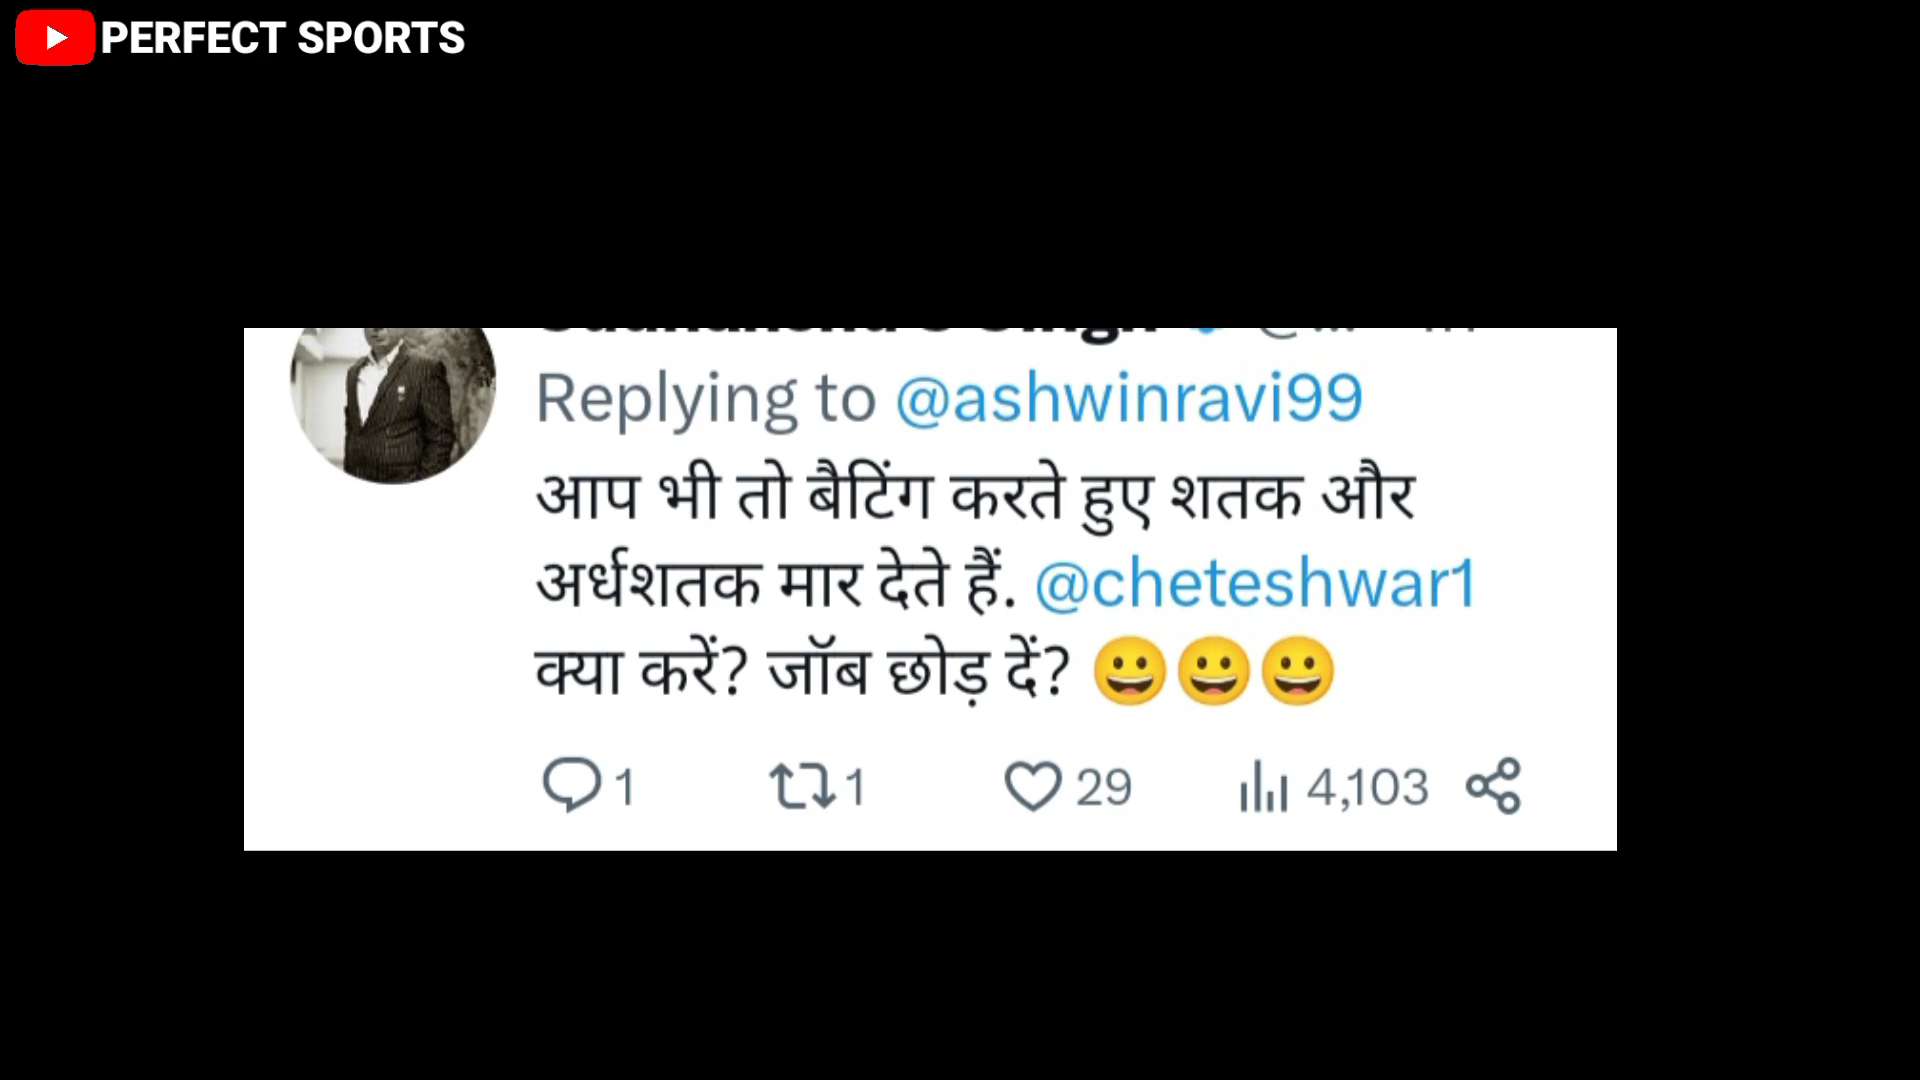 PERFECT SPORTS
Replying to @ashwinravi99
आप भी तो बैटिंग करते हुए शतक और
अर्धशतक मार देते हैं. @cheteshwar1
क्या करें? जॉब छोड़ दें? 😀😀😀
1 1 29 4,103